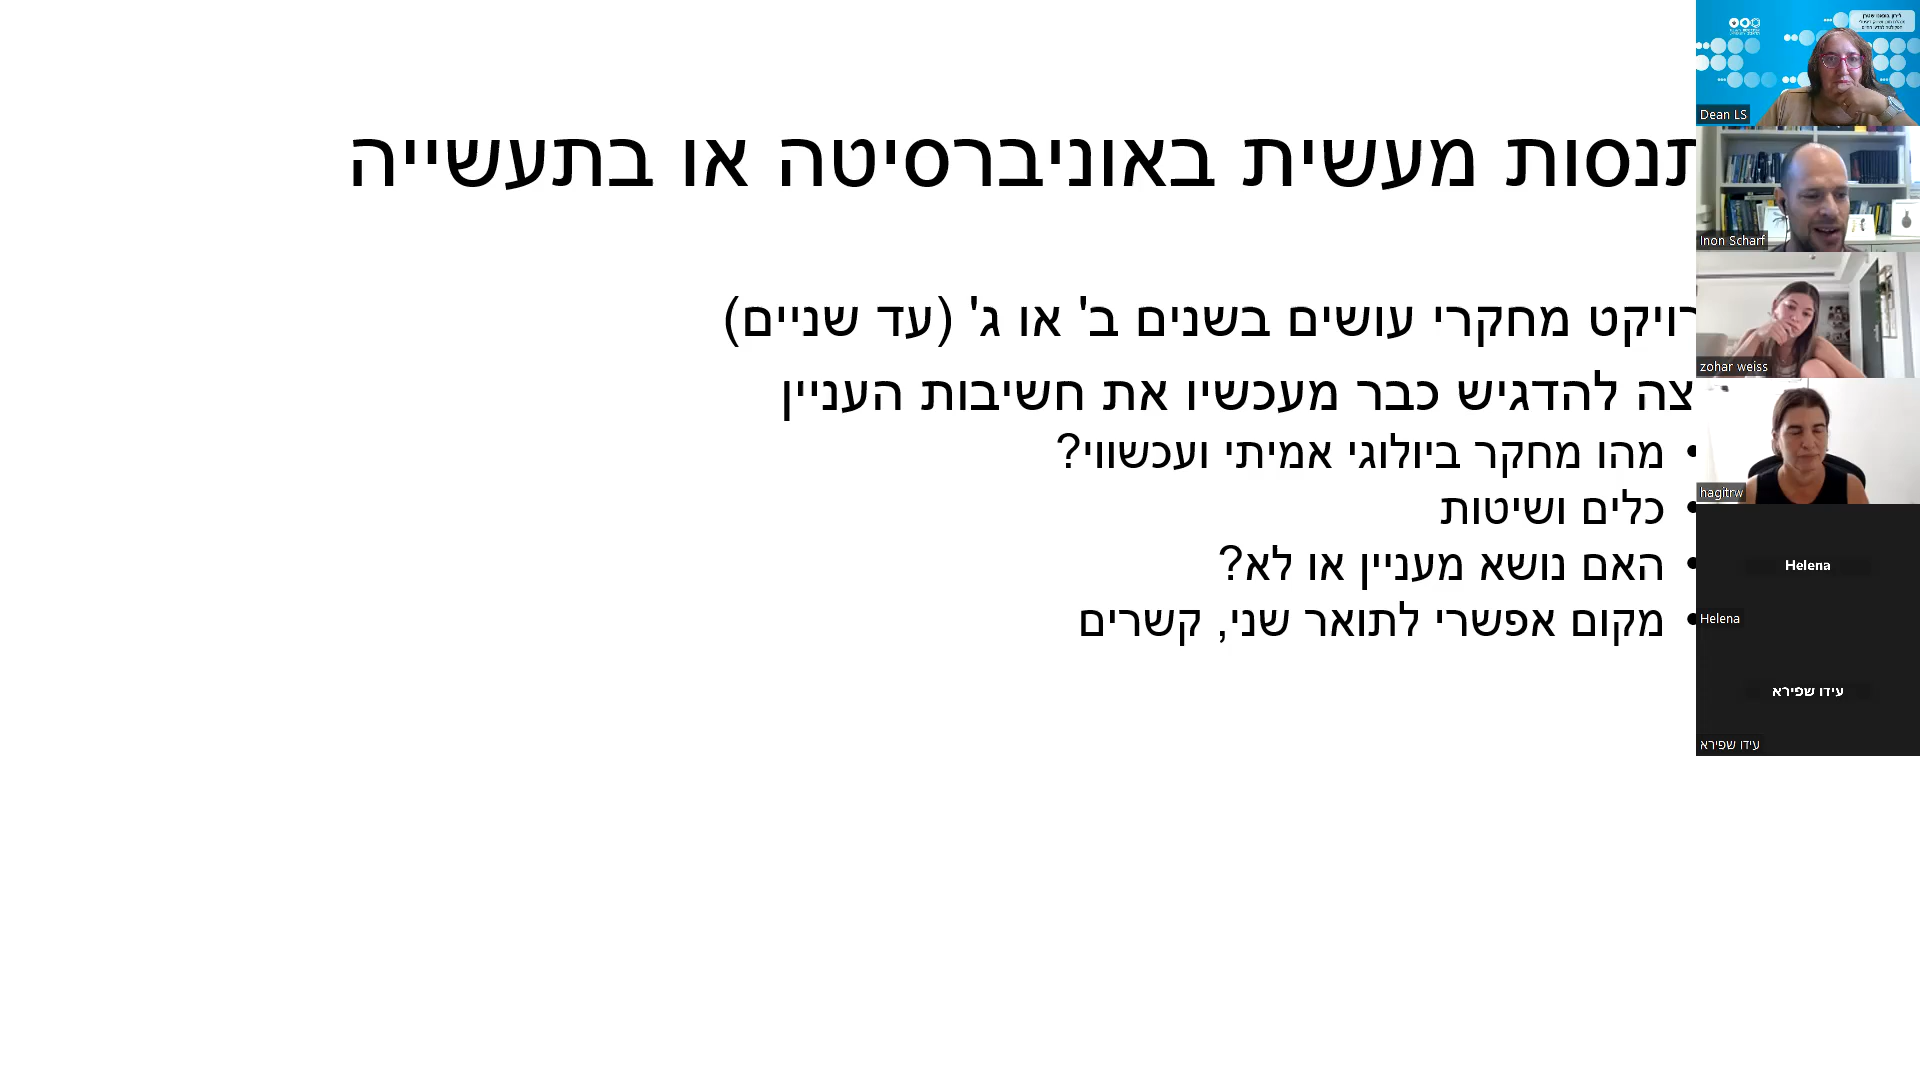 תנסות מעשית באוניברסיטה או בתעשייה
רויקט מחקרי עושים בשנים ב' או ג' (עד שניים)
צה להדגיש כבר מעכשיו את חשיבות העניין
• מהו מחקר ביולוגי אמיתי ועכשווי?
• כלים ושיטות
• האם נושא מעניין או לא?
• מקום אפשרי לתואר שני, קשרים
Dean LS
Inon Scharf
zohar weiss
hagitrw
Helena
Helena
עידו שפירא
עידו שפירא